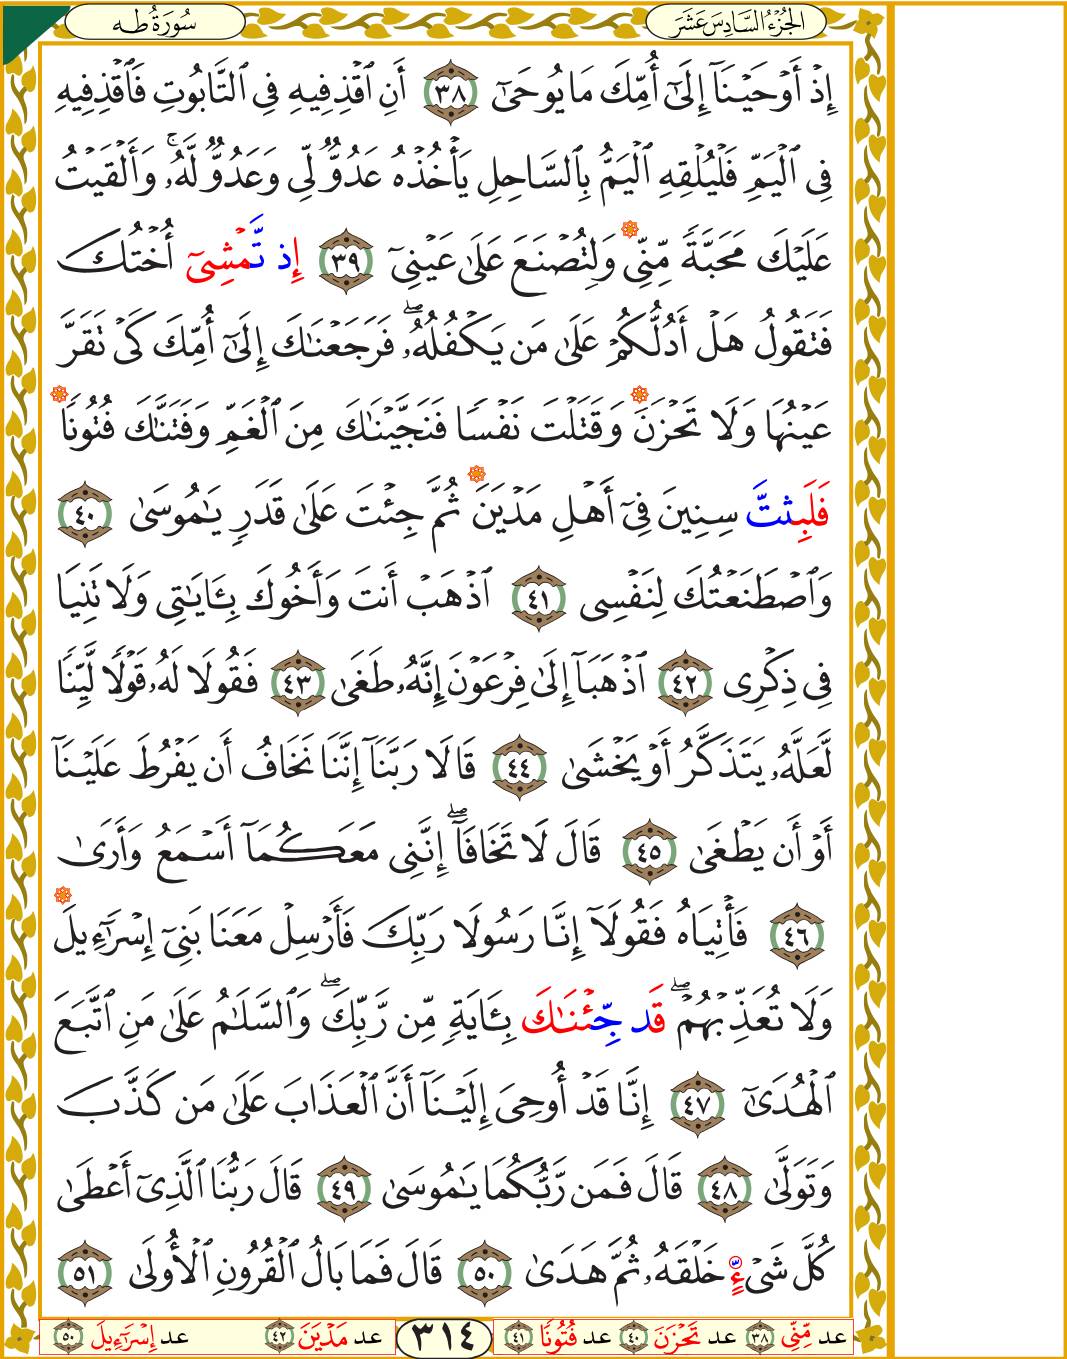 الجُزْءُ السَّادِسَ عَشَرَ
سُورَةُ طه
إِذْ أَوْحَيْنَآ إِلَىٰٓ أُمِّكَ مَا يُوحَىٰٓ ٣٨ أَنِ ٱقْذِفِيهِ فِى ٱلتَّابُوتِ فَٱقْذِفِيهِ
فِى ٱلْيَمِّ فَلْيُلْقِهِ ٱلْيَمُّ بِٱلسَّاحِلِ يَأْخُذْهُ عَدُوٌّ لِّى وَعَدُوٌّ لَّهُۥۚ وَأَلْقَيْتُ
عَلَيْكَ مَحَبَّةً مِّنِّى وَلِتُصْنَعَ عَلَىٰ عَيْنِىٓ ٣٩ إِذ تَّمْشِىٓ أُخْتُكَ
فَتَقُولُ هَلْ أَدُلُّكُمْ عَلَىٰ مَن يَكْفُلُهُۥۖ فَرَجَعْنَٰكَ إِلَىٰٓ أُمِّكَ كَىْ تَقَرَّ
عَيْنُهَا وَلَا تَحْزَنَ وَقَتَلْتَ نَفْسًا فَنَجَّيْنَٰكَ مِنَ ٱلْغَمِّ وَفَتَنَّٰكَ فُتُونًا
فَلَبِثتَّ سِنِينَ فِىٓ أَهْلِ مَدْيَنَ ثُمَّ جِئْتَ عَلَىٰ قَدَرٍ يَٰمُوسَىٰ ٤٠
وَٱصْطَنَعْتُكَ لِنَفْسِى ٤١ ٱذْهَبْ أَنتَ وَأَخُوكَ بِـَٔايَٰتِى وَلَا تَنِيَا
فِى ذِكْرِى ٤٢ ٱذْهَبَآ إِلَىٰ فِرْعَوْنَ إِنَّهُۥ طَغَىٰ ٤٣ فَقُولَا لَهُۥ قَوْلًا لَّيِّنًا
لَّعَلَّهُۥ يَتَذَكَّرُ أَوْ يَخْشَىٰ ٤٤ قَالَا رَبَّنَآ إِنَّنَا نَخَافُ أَن يَفْرُطَ عَلَيْنَآ
أَوْ أَن يَطْغَىٰ ٤٥ قَالَ لَا تَخَافَآۖ إِنَّنِى مَعَكُمَآ أَسْمَعُ وَأَرَىٰ
٤٦ فَأْتِيَاهُ فَقُولَآ إِنَّا رَسُولَا رَبِّكَ فَأَرْسِلْ مَعَنَا بَنِىٓ إِسْرَٰٓءِيلَ
وَلَا تُعَذِّبْهُمْۖ قَد جِّئْنَٰكَ بِـَٔايَةٍ مِّن رَّبِّكَۖ وَٱلسَّلَٰمُ عَلَىٰ مَنِ ٱتَّبَعَ
ٱلْهُدَىٰٓ ٤٧ إِنَّا قَدْ أُوحِىَ إِلَيْنَآ أَنَّ ٱلْعَذَابَ عَلَىٰ مَن كَذَّبَ
وَتَوَلَّىٰ ٤٨ قَالَ فَمَن رَّبُّكُمَا يَٰمُوسَىٰ ٤٩ قَالَ رَبُّنَا ٱلَّذِىٓ أَعْطَىٰ
كُلَّ شَىْءٍ خَلْقَهُۥ ثُمَّ هَدَىٰ ٥٠ قَالَ فَمَا بَالُ ٱلْقُرُونِ ٱلْأُولَىٰ ٥١
عد مِّنِّى ٣٨ عد تَحْزَنَ ٤٠ عد فُتُونًا ٤١ ٣١٤ عد مَدْيَنَ ٤٢ عد إِسْرَٰٓءِيلَ ٥٠